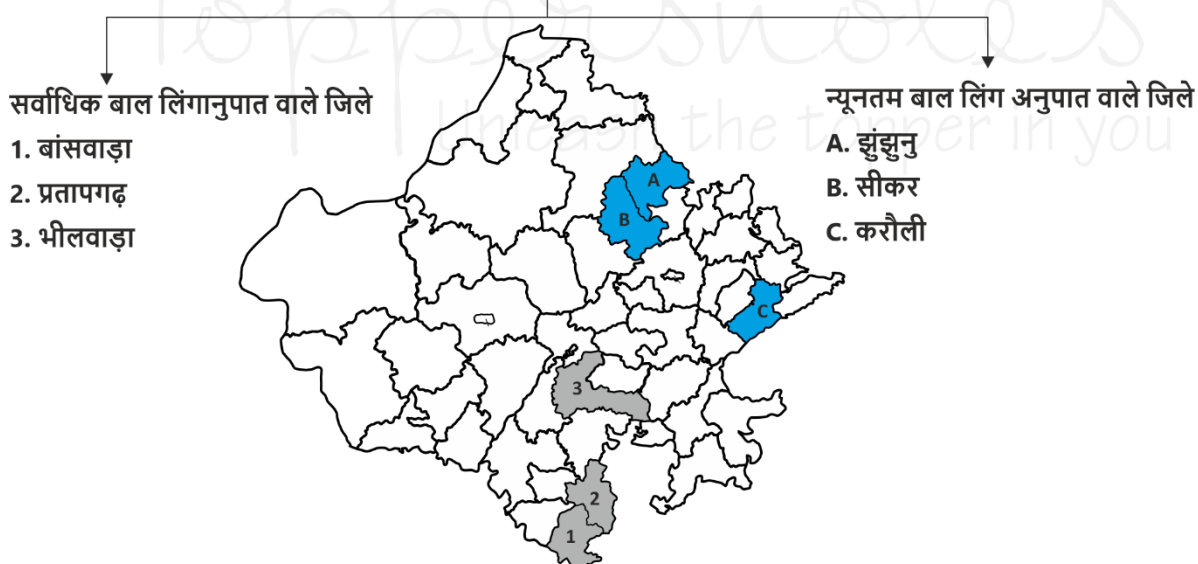 Toppersnotes
Unleash the topper in you
सर्वाधिक बाल लिंगानुपात वाले जिले
1. बांसवाड़ा
2. प्रतापगढ़
3. भीलवाड़ा
न्यूनतम बाल लिंग अनुपात वाले जिले
A. झुंझुनु
B. सीकर
C. करौली
A
B
C
3
2
1